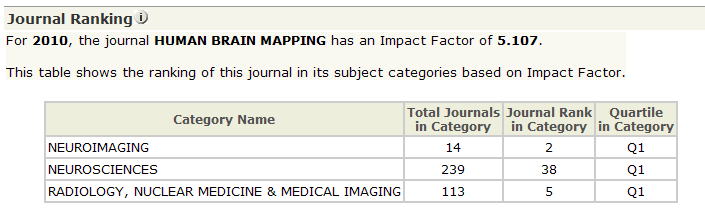 Journal Ranking i
For 2010, the journal HUMAN BRAIN MAPPING has an Impact Factor of 5.107.
This table shows the ranking of this journal in its subject categories based on Impact Factor.
Category Name Total Journals in Category Journal Rank in Category Quartile in Category
NEUROIMAGING 14 2 Q1
NEUROSCIENCES 239 38 Q1
RADIOLOGY, NUCLEAR MEDICINE & MEDICAL IMAGING 113 5 Q1